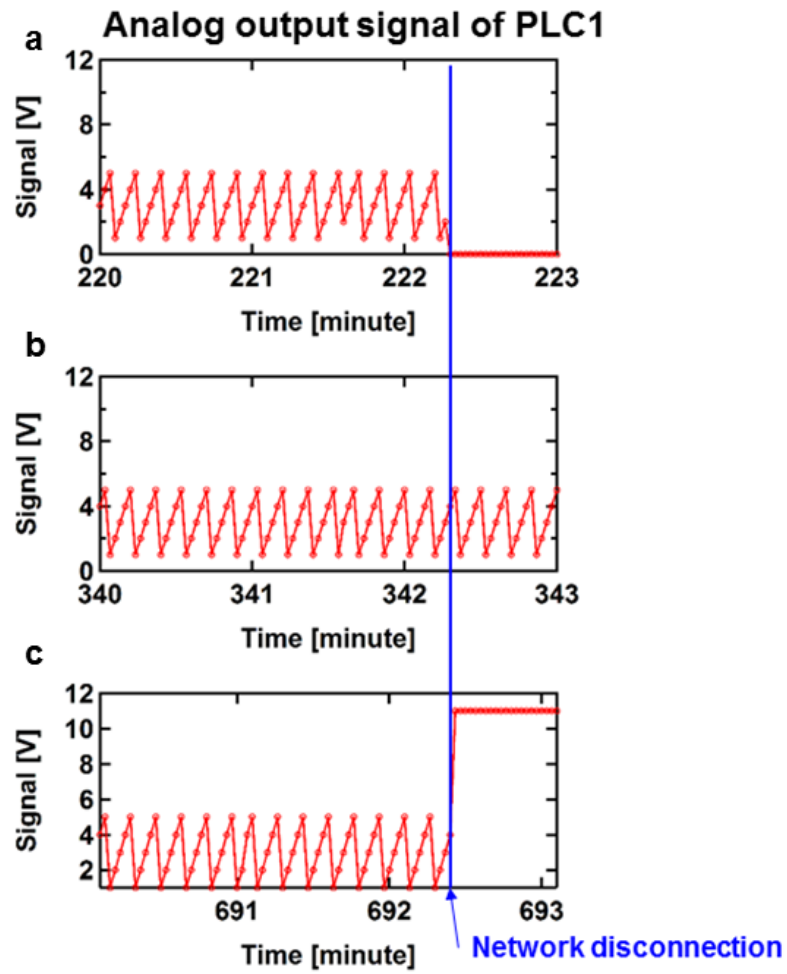 Analog output signal of PLC1
a
12
8
4
0
Signal [V]
220 221 222 223
Time [minute]
b
12
8
4
0
Signal [V]
340 341 342 343
Time [minute]
c
12
10
8
6
4
2
Signal [V]
691 692 693
Time [minute]
Network disconnection